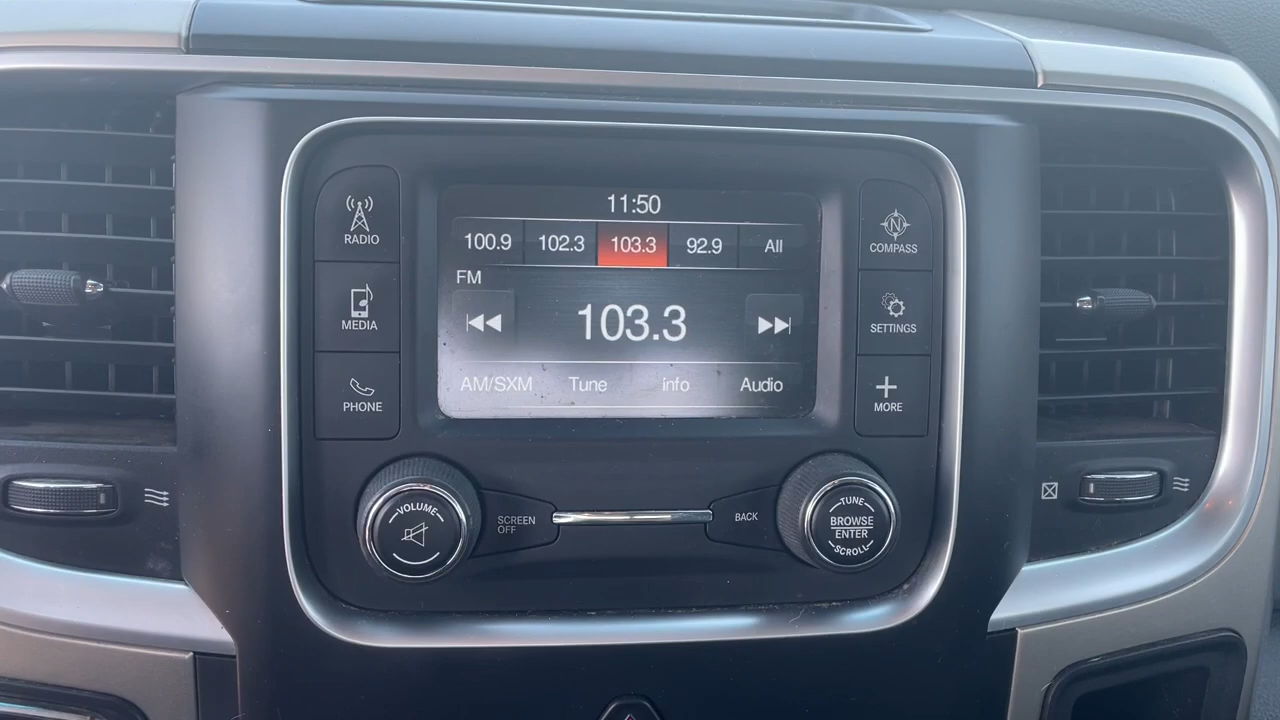 11:50
100.9 102.3 103.3 92.9 All
FM
103.3
AM/SXM Tune info Audio
RADIO
MEDIA
PHONE
N
COMPASS
SETTINGS
MORE
VOLUME
SCREEN
OFF
BACK
TUNE
BROWSE
ENTER
SCROLL